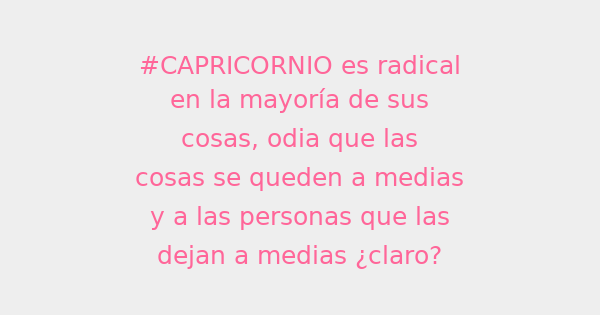 #CAPRICORNIO es radical
en la mayoría de sus
cosas, odia que las
cosas se queden a medias
y a las personas que las
dejan a medias ¿claro?